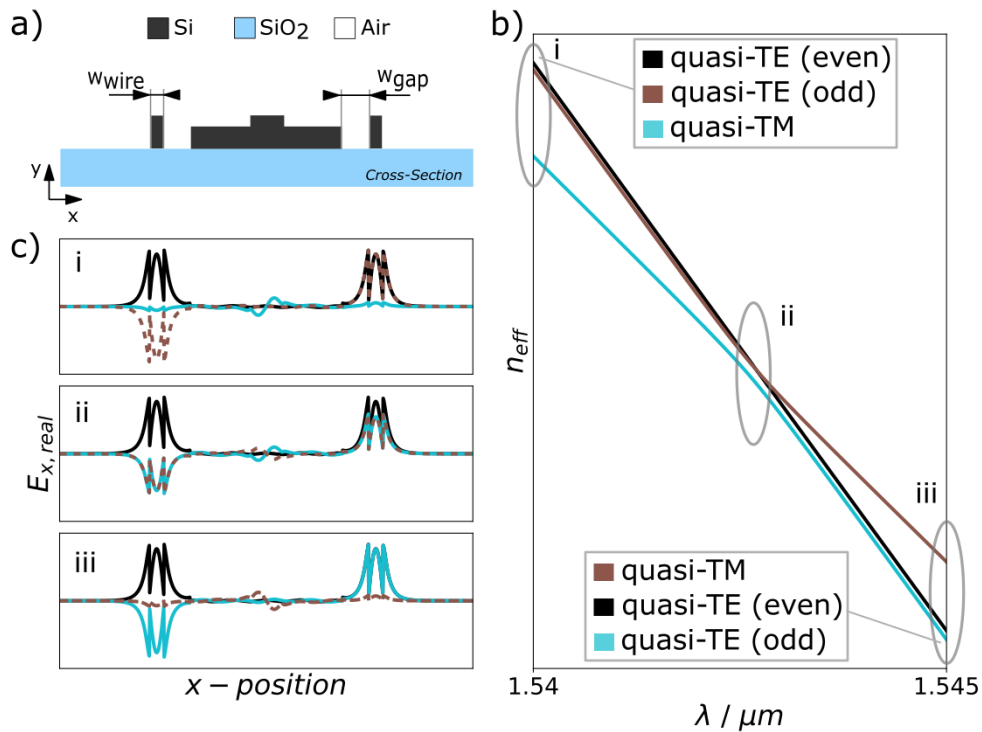 a)
Si
SiO2
Air
wwire
wgap
Cross-Section
y
x
b)
i
quasi-TE (even)
quasi-TE (odd)
quasi-TM
ii
iii
quasi-TM
quasi-TE (even)
quasi-TE (odd)
neff
1.54
1.545
λ / μm
c)
i
ii
iii
Ex, real
x − position